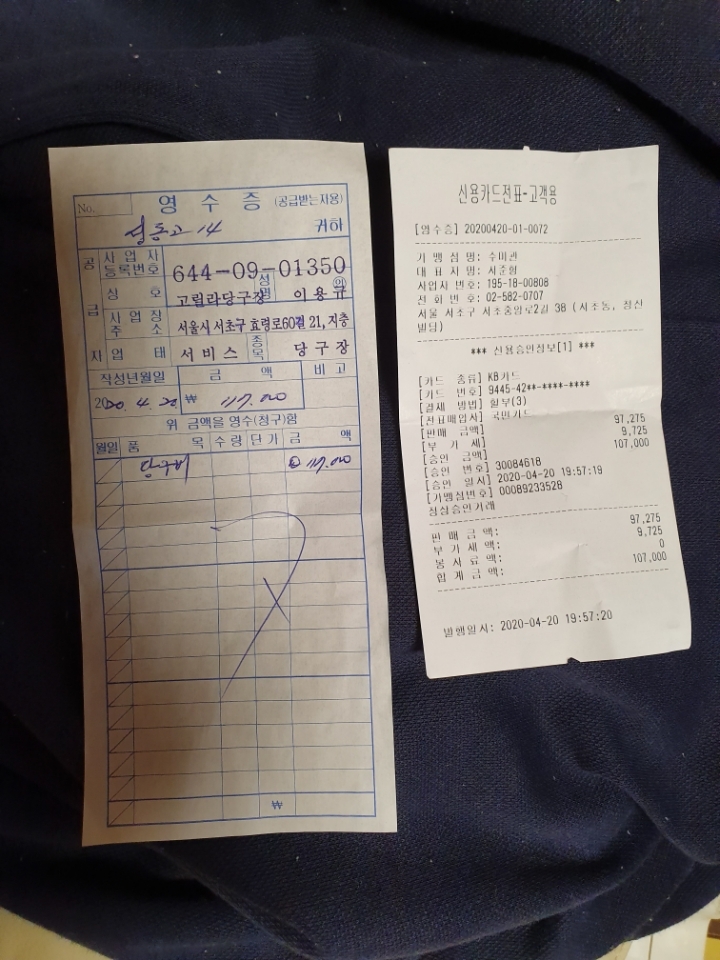 No.
영 수 증 (공급받는자용)
성동고 14 귀하
공 급 자
사 업 자 등록번호 644-09-01350
상 호 고릴라당구장 성명 이용규 ㊞
사 업 장 주 소 서울시 서초구 효령로60길 21, 지층
업 태 서비스 종목 당구장
작성년월일 금 액 비 고
2020. 4. 20 ₩ 117.000
위 금액을 영수(청구)함
월일 품 목 수량 단가 금 액
당구비 117.000
₩
신용카드전표-고객용
[영수증] 20200420-01-0072
가 맹 점 명: 수미관
대 표 자 명: 서준형
사업자 번호: 195-18-00808
전 화 번 호: 02-582-0707
서울 서초구 서초중앙로2길 38 (서초동, 정신
빌딩)
*** 신용승인정보[1] ***
[카드 종류] KB카드
[카드 번호] 9445-42**-****-****
[결제 방법] 할부(3)
[전표매입사] 국민카드
[판매 금액] 97,275
[부 가 세] 9,725
[승인 금액] 107,000
[승인 번호] 30084618
[승인 일시] 2020-04-20 19:57:19
[가맹점번호] 00089233528
정상승인거래
판 매 금 액: 97,275
부 가 세 액: 9,725
봉 사 료 액: 0
합 계 금 액: 107,000
발행일시: 2020-04-20 19:57:20